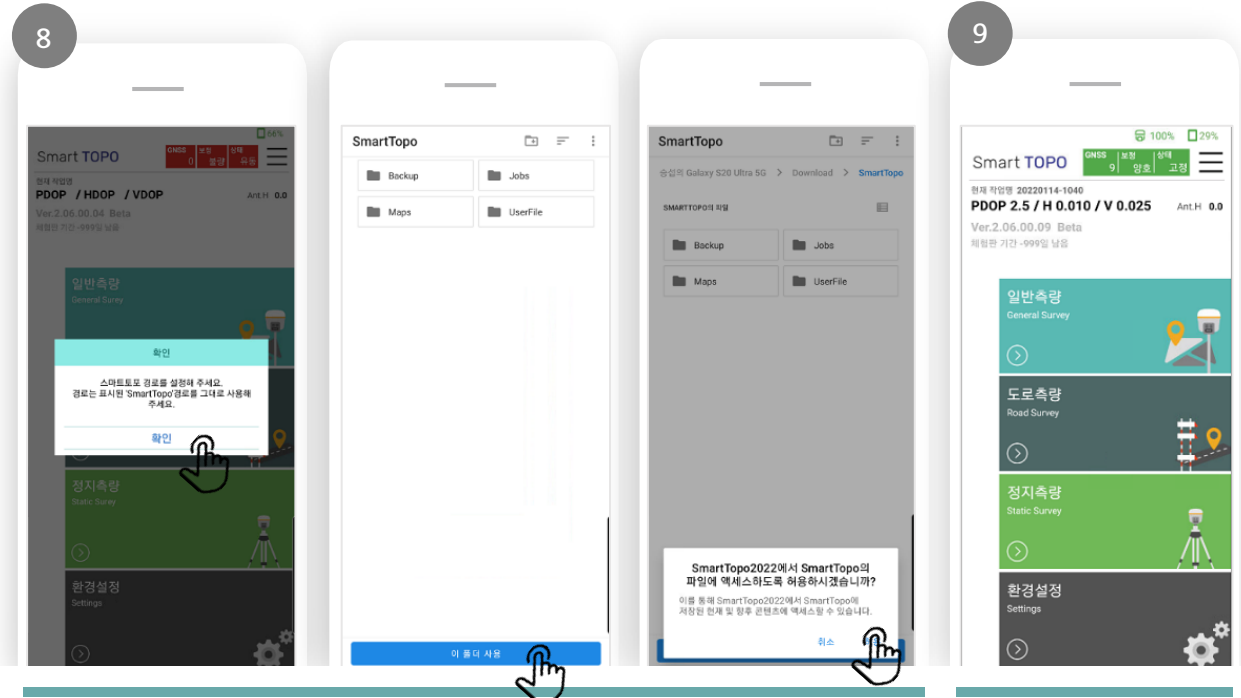 8
66%
Smart TOPO
GNSS 0 보정 불량 상태 유동
현재 작업명
PDOP / HDOP / VDOP Ant.H 0.0
Ver.2.06.00.04 Beta
체험판 기간 -999일 남음
일반측량
General Surey
확인
스마트토포 경로를 설정해 주세요.
경로는 표시된 'SmartTopo'경로를 그대로 사용해
주세요.
확인
정지측량
Static Surey
환경설정
Settings
SmartTopo
Backup
Jobs
Maps
UserFile
이 폴더 사용
SmartTopo
승섭의 Galaxy S20 Ultra 5G > Download > SmartTopo
SMARTTOPO의 파일
Backup
Jobs
Maps
UserFile
SmartTopo2022에서 SmartTopo의
파일에 액세스하도록 허용하시겠습니까?
이를 통해 SmartTopo2022에서 SmartTopo에
저장된 현재 및 향후 콘텐츠에 액세스할 수 있습니다.
취소
9
100% 29%
Smart TOPO
GNSS 9 보정 양호 상태 고정
현재 작업명 20220114-1040
PDOP 2.5 / H 0.010 / V 0.025 Ant.H 0.0
Ver.2.06.00.09 Beta
체험판 기간 -999일 남음
일반측량
General Survey
도로측량
Road Survey
정지측량
Static Survey
환경설정
Settings